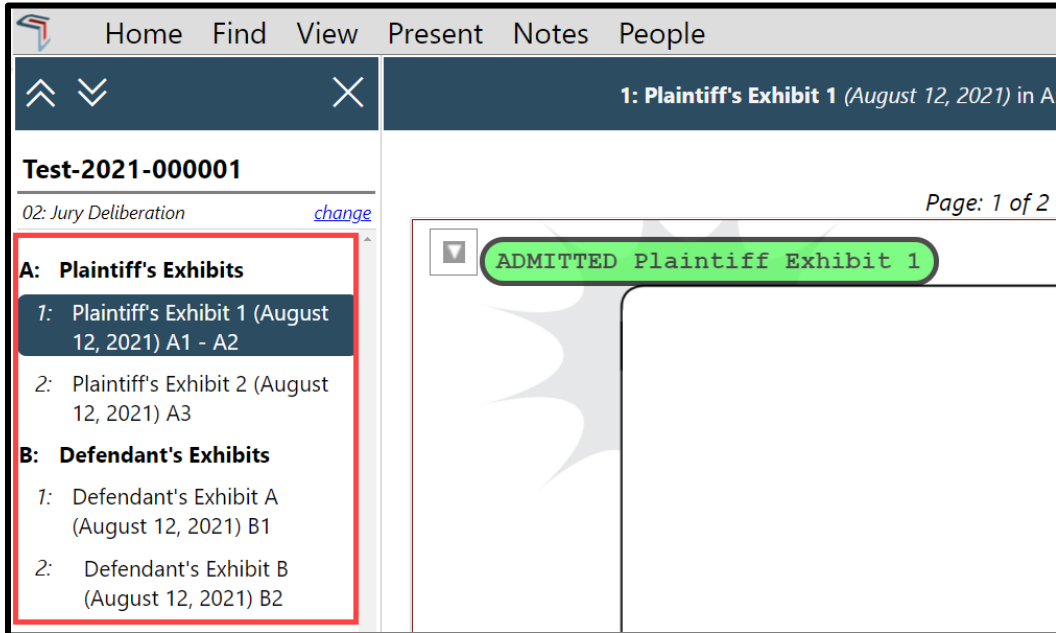 Home Find View Present Notes People
1: Plaintiff's Exhibit 1 (August 12, 2021) in A
Test-2021-000001
02: Jury Deliberation change
A: Plaintiff's Exhibits
1: Plaintiff's Exhibit 1 (August
12, 2021) A1 - A2
2: Plaintiff's Exhibit 2 (August
12, 2021) A3
B: Defendant's Exhibits
1: Defendant's Exhibit A
(August 12, 2021) B1
2: Defendant's Exhibit B
(August 12, 2021) B2
Page: 1 of 2
ADMITTED Plaintiff Exhibit 1